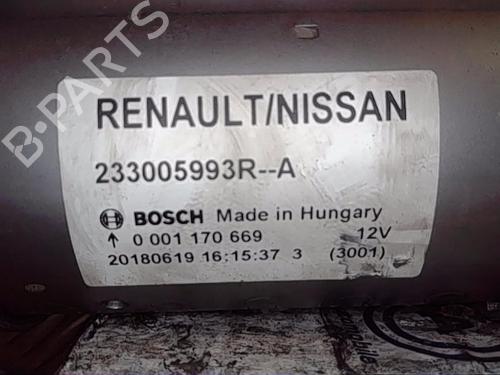 B-PARTS
RENAULT/NISSAN
233005993R--A
BOSCH Made in Hungary
↑ 0 001 170 669 12V
20180619 16:15:37 3 (3001)